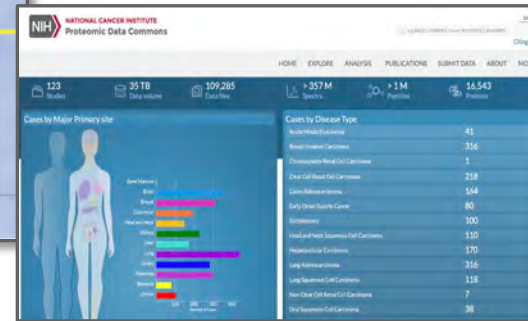 NIH NATIONAL CANCER INSTITUTE
Proteomic Data Commons
Citing
HOME EXPLORE ANALYSIS PUBLICATIONS SUBMIT DATA ABOUT MO
123 35 TB 109,285 > 357 M > 1 M 16,543
Studies Data volume Data files Spectra Peptides Proteins
Cases by Major Primary site
Cases by Disease Type
Acute Myeloid Leukemia 41
Breast Invasive Carcinoma 316
Chromophobe Renal Cell Carcinoma 1
Clear Cell Renal Cell Carcinoma 218
Colon Adenocarcinoma 164
Early Onset Gastric Cancer 80
Glioblastoma 100
Head and Neck Squamous Cell Carcinoma 110
Hepatocellular Carcinoma 170
Lung Adenocarcinoma 316
Lung Squamous Cell Carcinoma 118
Non-Clear Cell Renal Cell Carcinoma 7
Oral Squamous Cell Carcinoma 38
Bone Marrow
Brain
Breast
Colorectal
Head and Neck
Kidney
Liver
Lung
Ovary
Pancreas
Stomach
Uterus
Number of Cases